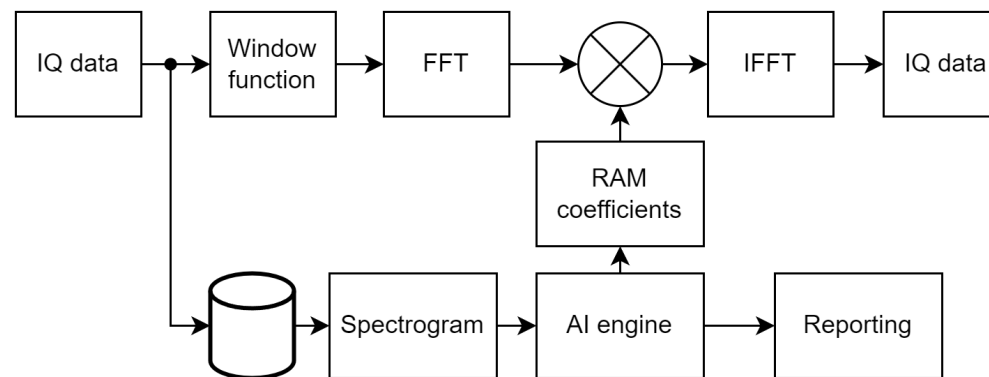 IQ data
Window
function
FFT
IFFT
IQ data
RAM
coefficients
Spectrogram
AI engine
Reporting